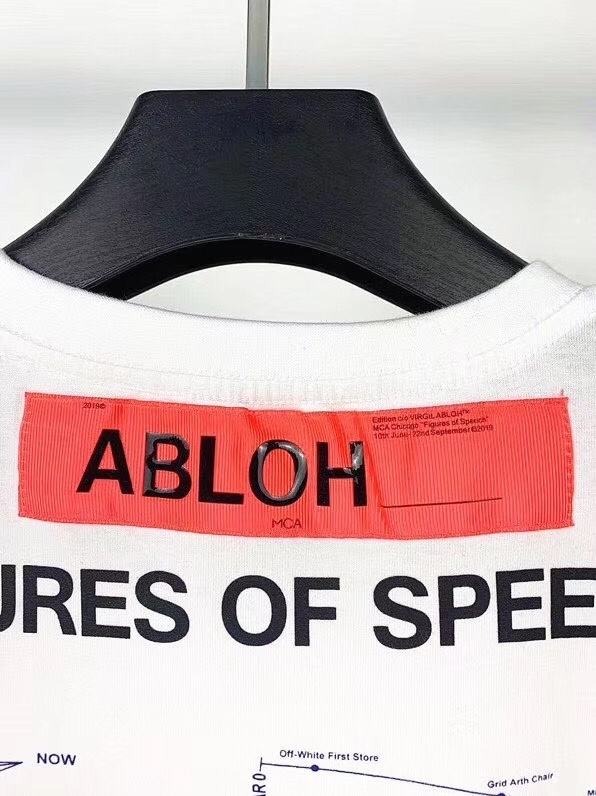 2019©
Edition c/o VIRGIL ABLOH™
MCA Chicago "Figures of Speech"
10th June-22nd September ©2019
ABLOH
MCA
URES OF SPEE
NOW
Off-White First Store
Grid Arth Chair